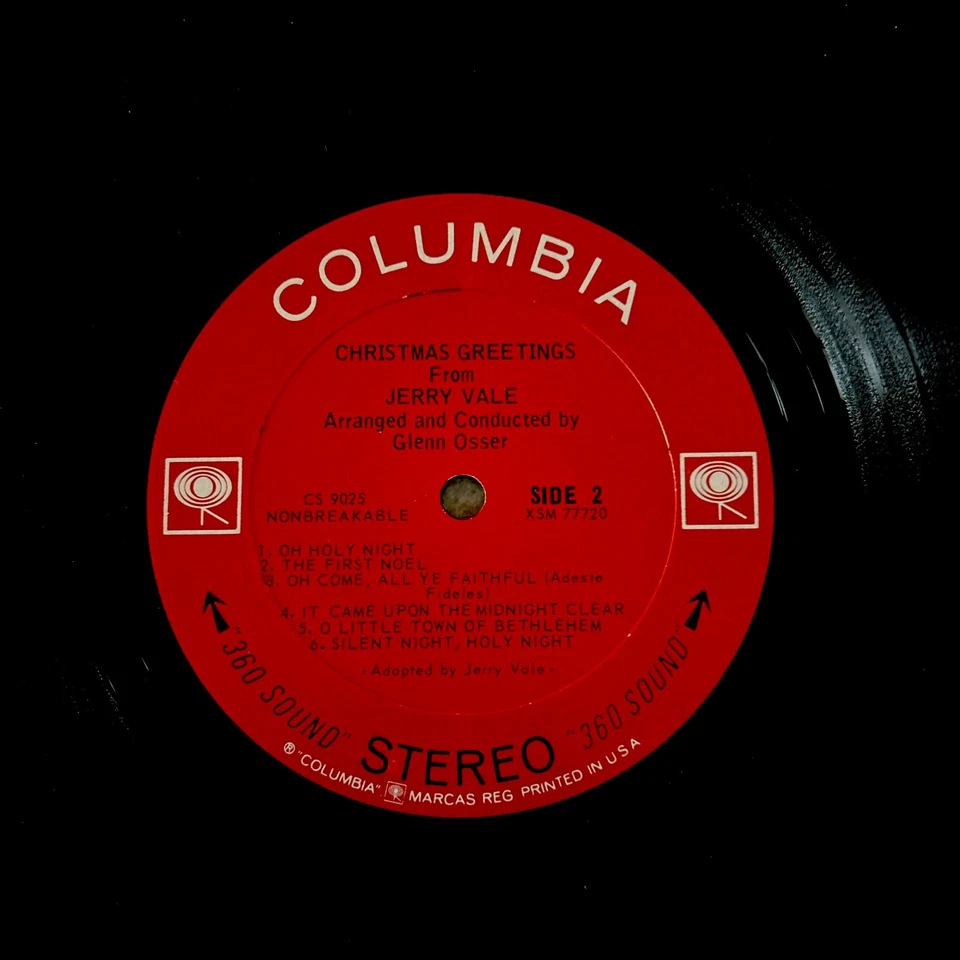 COLUMBIA
CHRISTMAS GREETINGS
From
JERRY VALE
Arranged and Conducted by
Glenn Osser
CS 9025
NONBREAKABLE
SIDE 2
XSM 77720
1. OH HOLY NIGHT
2. THE FIRST NOEL
3. OH COME, ALL YE FAITHFUL (Adeste
Fideles)
4. IT CAME UPON THE MIDNIGHT CLEAR
5. O LITTLE TOWN OF BETHLEHEM
6. SILENT NIGHT, HOLY NIGHT
- Adapted by Jerry Vale -
"360 SOUND" STEREO "360 SOUND"
® "COLUMBIA" MARCAS REG PRINTED IN U S A